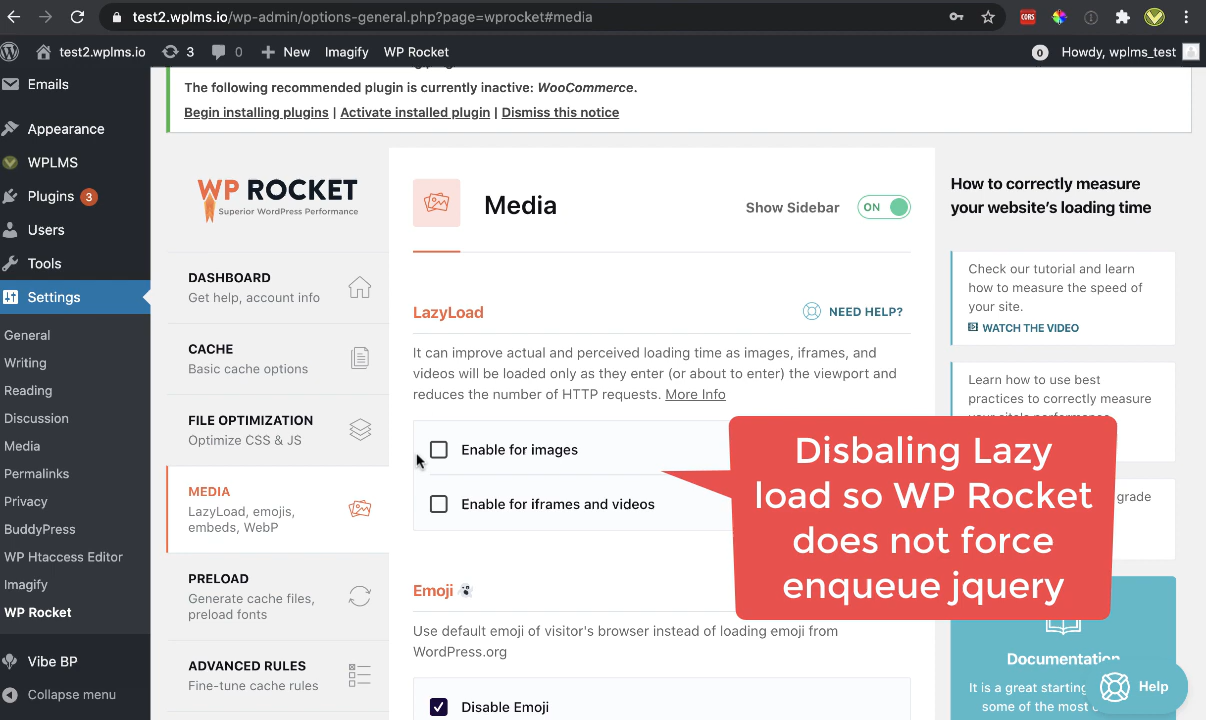 test2.wplms.io/wp-admin/options-general.php?page=wprocket#media
CORS
test2.wplms.io
3
0
New
Imagify
WP Rocket
0
Howdy, wplms_test
Emails
Appearance
WPLMS
Plugins 3
Users
Tools
Settings
General
Writing
Reading
Discussion
Media
Permalinks
Privacy
BuddyPress
WP Htaccess Editor
Imagify
WP Rocket
Vibe BP
Collapse menu
The following recommended plugin is currently inactive: WooCommerce.
Begin installing plugins | Activate installed plugin | Dismiss this notice
WP ROCKET
Superior WordPress Performance
DASHBOARD
Get help, account info
CACHE
Basic cache options
FILE OPTIMIZATION
Optimize CSS & JS
MEDIA
LazyLoad, emojis,
embeds, WebP
PRELOAD
Generate cache files,
preload fonts
ADVANCED RULES
Fine-tune cache rules
Media
Show Sidebar
ON
LazyLoad
NEED HELP?
It can improve actual and perceived loading time as images, iframes, and
videos will be loaded only as they enter (or about to enter) the viewport and
reduces the number of HTTP requests. More Info
Enable for images
Enable for iframes and videos
Emoji
Use default emoji of visitor's browser instead of loading emoji from
WordPress.org
Disable Emoji
Disbaling Lazy
load so WP Rocket
does not force
enqueue jquery
How to correctly measure
your website's loading time
Check our tutorial and learn
how to measure the speed of
your site.
WATCH THE VIDEO
Learn how to use best
practices to correctly measure
grade
Documentation
It is a great starting
some of the most
Help